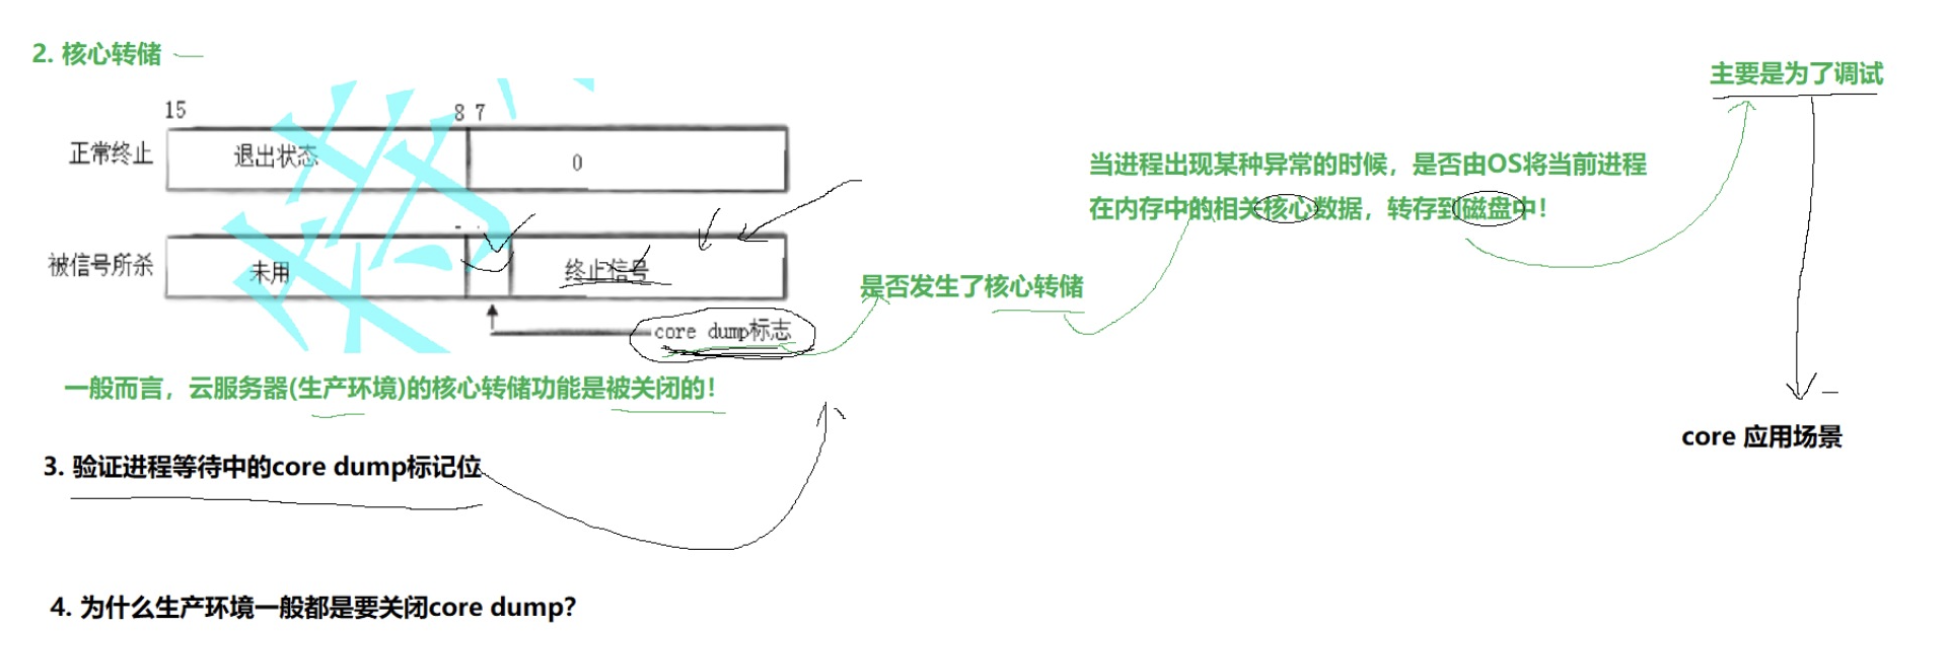 2. 核心转储
主要是为了调试
15
8 7
正常终止
退出状态
0
当进程出现某种异常的时候，是否由OS将当前进程
在内存中的相关核心数据，转存到磁盘中！
被信号所杀
未用
终止信号
是否发生了核心转储
core dump标志
一般而言，云服务器(生产环境)的核心转储功能是被关闭的！
core 应用场景
3. 验证进程等待中的core dump标记位
4. 为什么生产环境一般都是要关闭core dump？